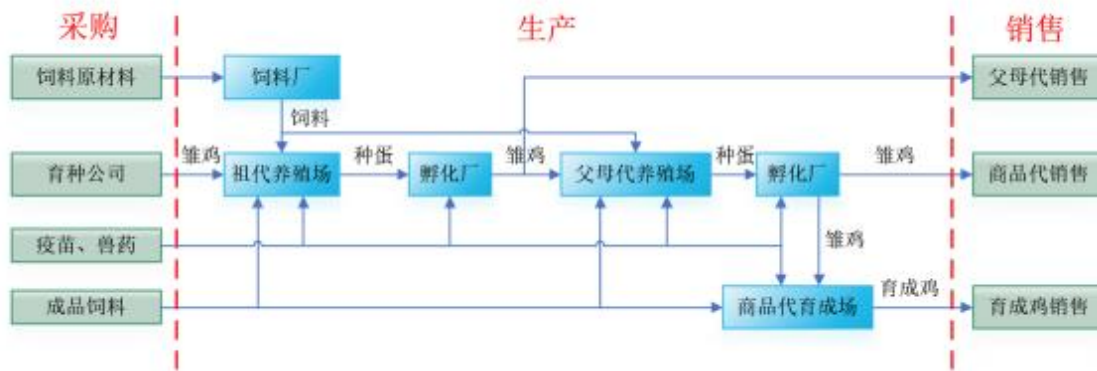 采购
生产
销售
饲料原材料
饲料厂
父母代销售
饲料
雏鸡
种蛋
雏鸡
种蛋
雏鸡
育种公司
祖代养殖场
孵化厂
父母代养殖场
孵化厂
商品代销售
疫苗、兽药
雏鸡
成品饲料
商品代育成场
育成鸡
育成鸡销售